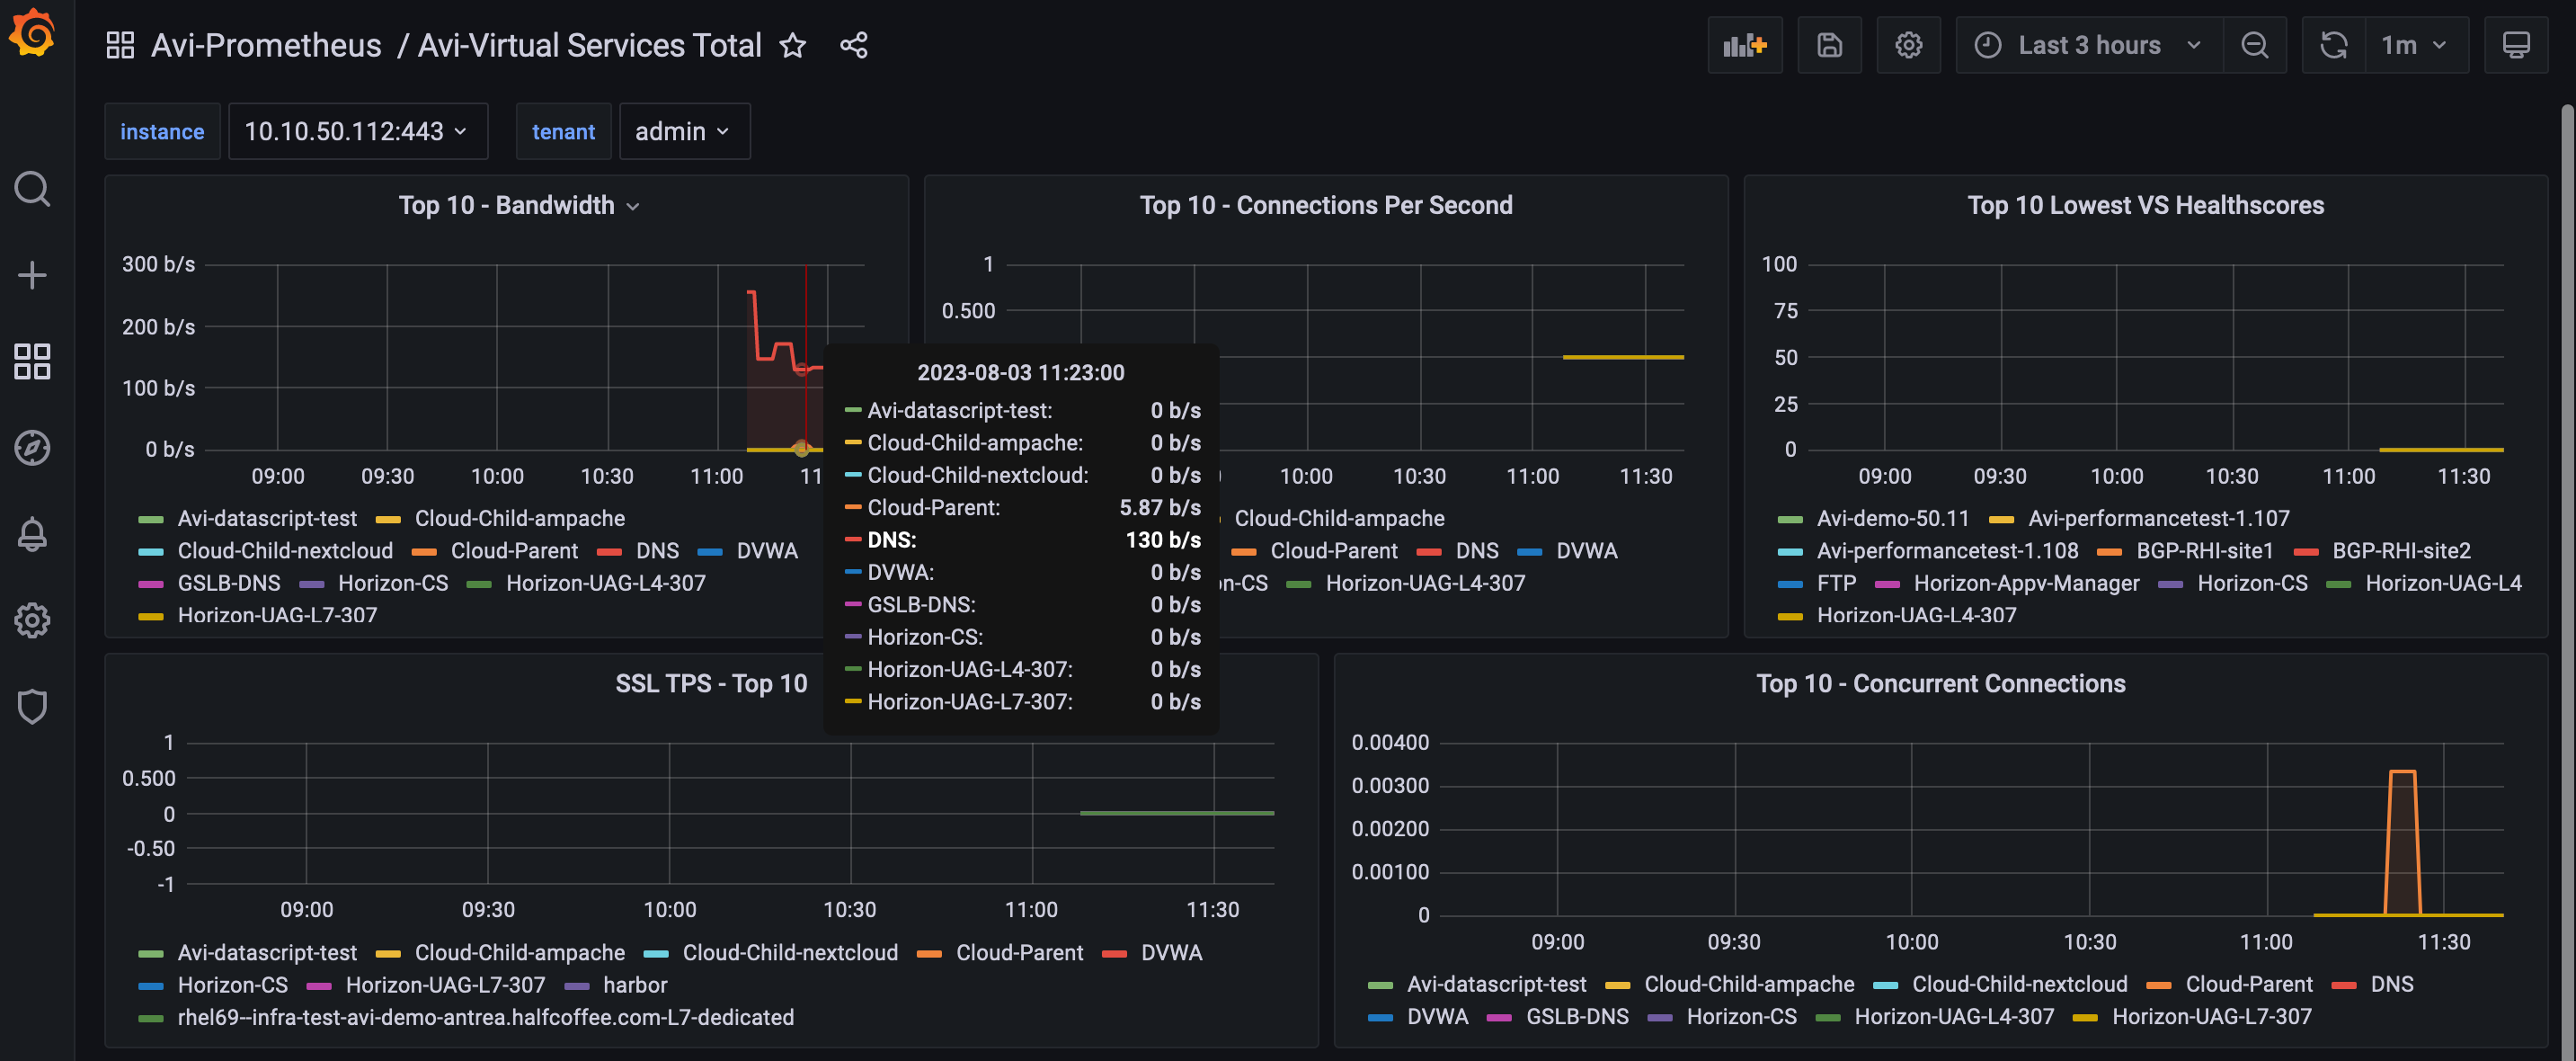 Avi-Prometheus / Avi-Virtual Services Total
Last 3 hours
1m
instance 10.10.50.112:443 tenant admin
Top 10 - Bandwidth
300 b/s
200 b/s
100 b/s
0 b/s
09:00 09:30 10:00 10:30 11:00 11
Avi-datascript-test Cloud-Child-ampache
Cloud-Child-nextcloud Cloud-Parent DNS DVWA
GSLB-DNS Horizon-CS Horizon-UAG-L4-307
Horizon-UAG-L7-307
2023-08-03 11:23:00
Avi-datascript-test: 0 b/s
Cloud-Child-ampache: 0 b/s
Cloud-Child-nextcloud: 0 b/s
Cloud-Parent: 5.87 b/s
DNS: 130 b/s
DVWA: 0 b/s
GSLB-DNS: 0 b/s
Horizon-CS: 0 b/s
Horizon-UAG-L4-307: 0 b/s
Horizon-UAG-L7-307: 0 b/s
Top 10 - Connections Per Second
1
0.500
10:00 10:30 11:00 11:30
Cloud-Child-ampache
Cloud-Parent DNS DVWA
n-CS Horizon-UAG-L4-307
Top 10 Lowest VS Healthscores
100
75
50
25
0
09:00 09:30 10:00 10:30 11:00 11:30
Avi-demo-50.11 Avi-performancetest-1.107
Avi-performancetest-1.108 BGP-RHI-site1 BGP-RHI-site2
FTP Horizon-Appv-Manager Horizon-CS Horizon-UAG-L4
Horizon-UAG-L4-307
SSL TPS - Top 10
1
0.500
0
-0.50
-1
09:00 09:30 10:00 10:30 11:00 11:30
Avi-datascript-test Cloud-Child-ampache Cloud-Child-nextcloud Cloud-Parent DVWA
Horizon-CS Horizon-UAG-L7-307 harbor
rhel69--infra-test-avi-demo-antrea.halfcoffee.com-L7-dedicated
Top 10 - Concurrent Connections
0.00400
0.00300
0.00200
0.00100
0
09:00 09:30 10:00 10:30 11:00 11:30
Avi-datascript-test Cloud-Child-ampache Cloud-Child-nextcloud Cloud-Parent DNS
DVWA GSLB-DNS Horizon-CS Horizon-UAG-L4-307 Horizon-UAG-L7-307